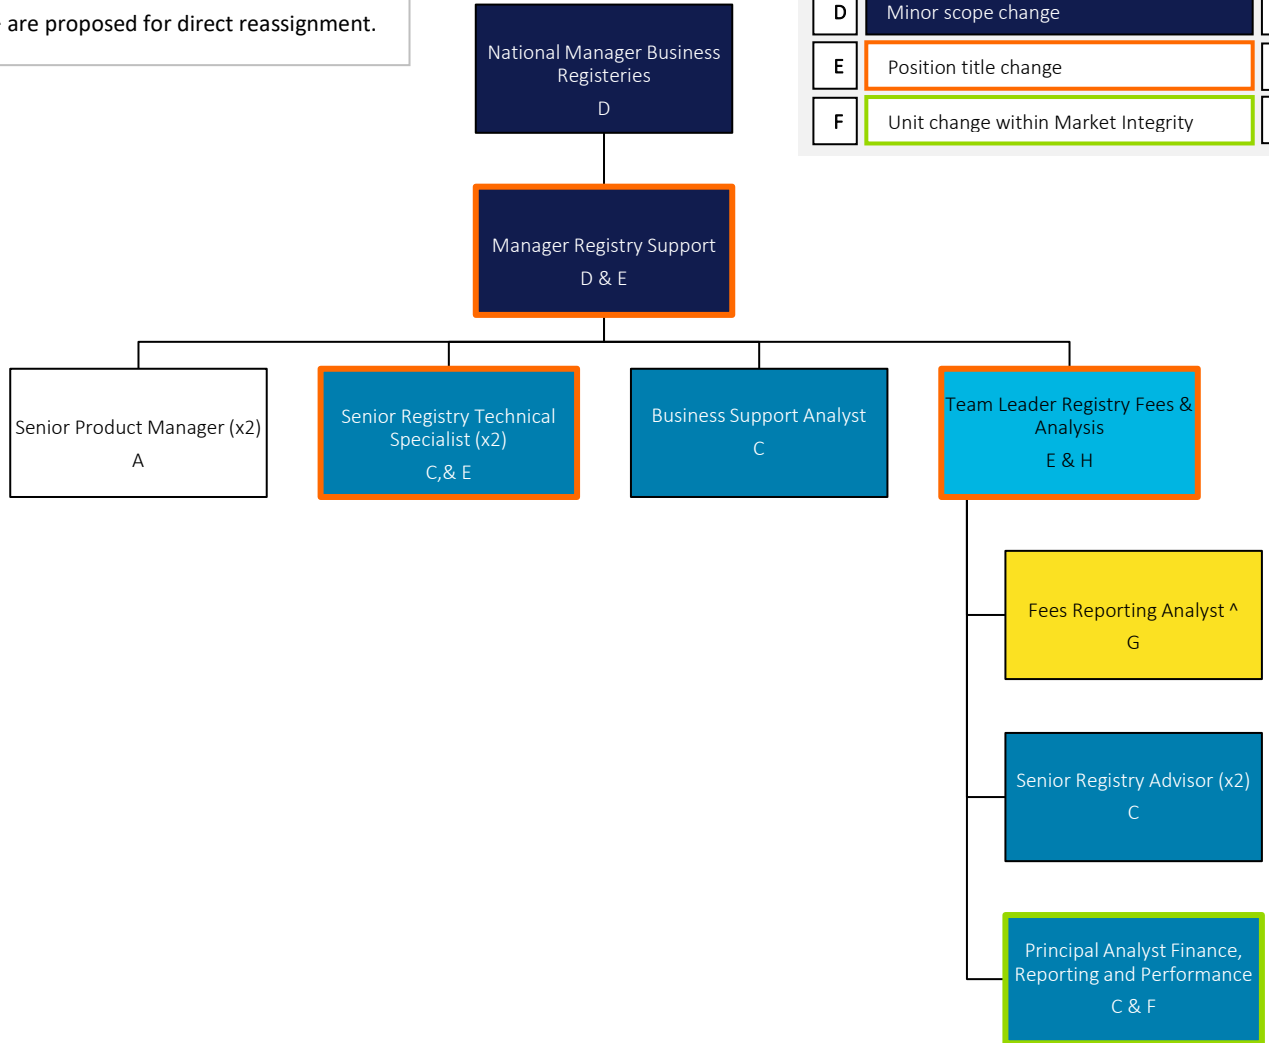 are proposed for direct reassignment.
D
Minor scope change
E
Position title change
F
Unit change within Market Integrity
National Manager Business
Registeries
D
Manager Registry Support
D & E
Senior Product Manager (x2)
A
Senior Registry Technical
Specialist (x2)
C,& E
Business Support Analyst
C
Team Leader Registry Fees &
Analysis
E & H
Fees Reporting Analyst ^
G
Senior Registry Advisor (x2)
C
Principal Analyst Finance,
Reporting and Performance
C & F